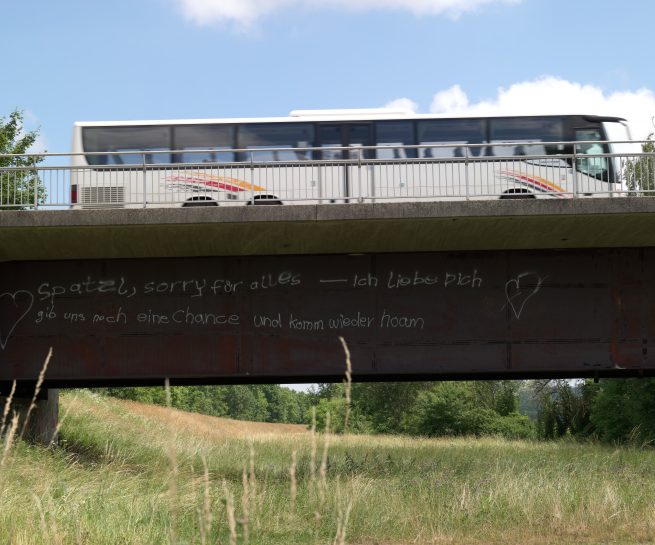 Spatzl, sorry für alles — Ich Liebe Dich
gib uns noch eine Chance und komm wieder hoam